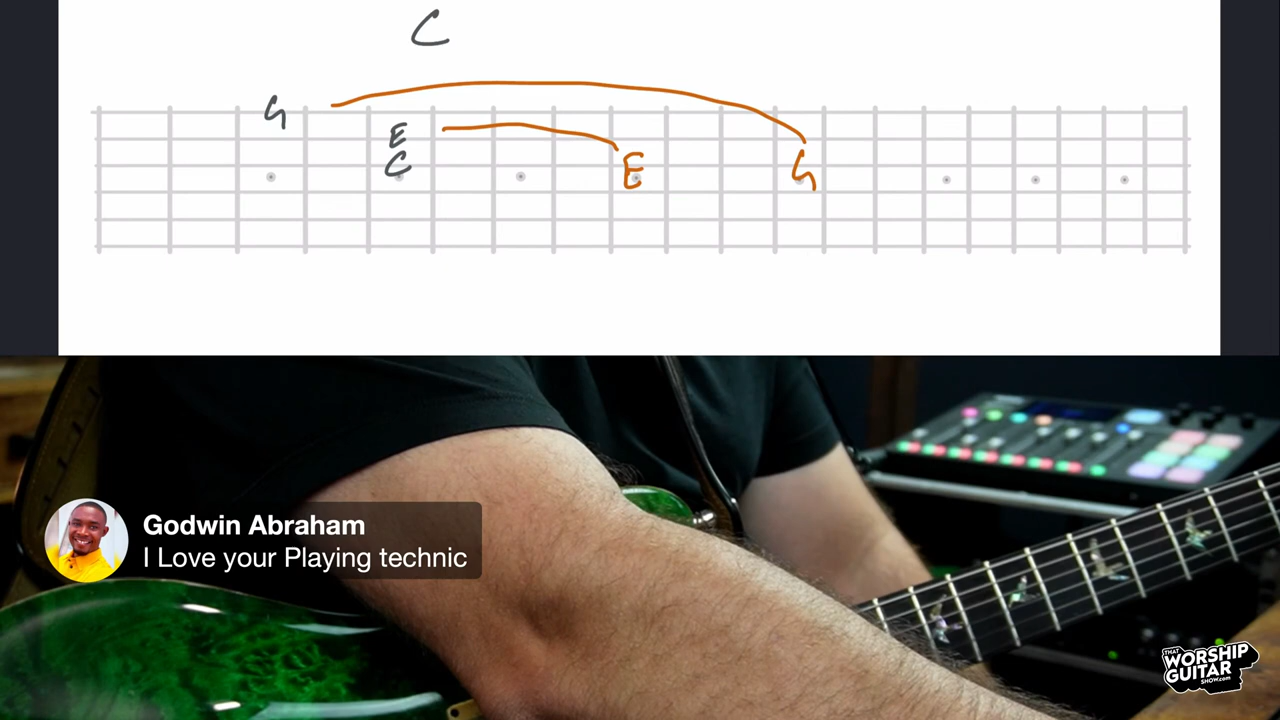 C
G
E
C
E
G
Godwin Abraham
I Love your Playing technic
THAT
WORSHIP
GUITAR
SHOW.com